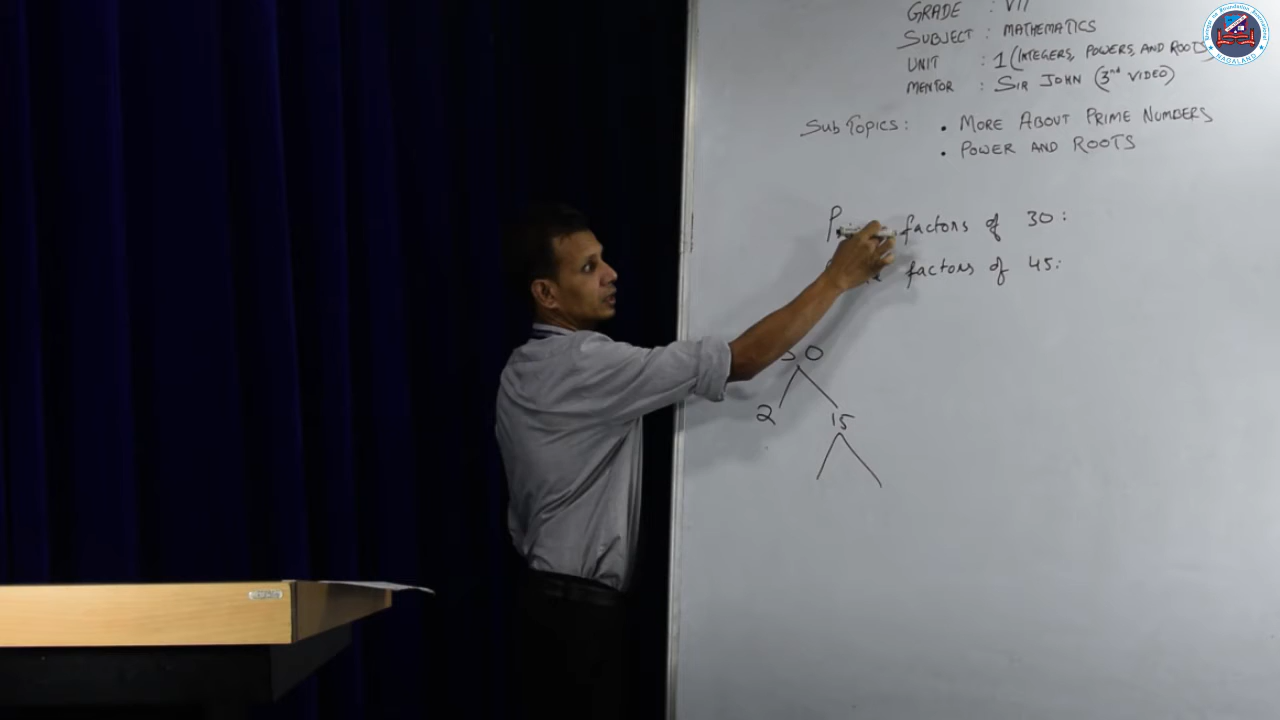 GRADE : VII
SUBJECT : MATHEMATICS
UNIT : 1 (INTEGERS, POWERS, AND ROOTS)
MENTOR : SIR JOHN (3rd VIDEO)
Sub Topics : • MORE ABOUT PRIME NUMBERS
• POWER AND ROOTS
factors of 30:
factors of 45:
30
2 15
NAGALAND